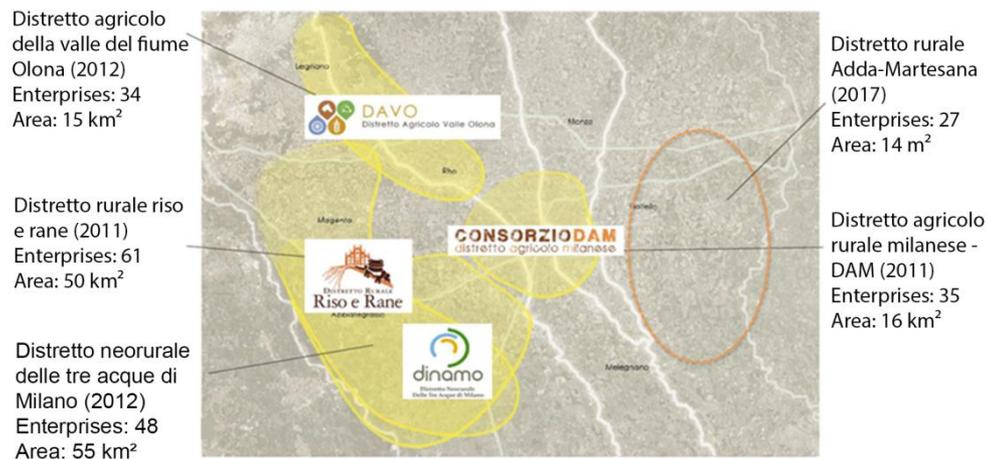 Distretto agricolo
della valle del fiume
Olona (2012)
Enterprises: 34
Area: 15 km²
Distretto rurale riso
e rane (2011)
Enterprises: 61
Area: 50 km²
Distretto neorurale
delle tre acque di
Milano (2012)
Enterprises: 48
Area: 55 km²
Legnano
DAVO
Distretto Agricolo Valle Olona
Monza
Rho
Magenta
CONSORZIODAM
distretto agricolo milanese
DISTRETTO RURALE
Riso e Rane
Abbiategrasso
dinamo
Distretto Neorurale
Delle Tre Acque di Milano
Melegnano
Distretto rurale
Adda-Martesana
(2017)
Enterprises: 27
Area: 14 m²
Distretto agricolo
rurale milanese -
DAM (2011)
Enterprises: 35
Area: 16 km²